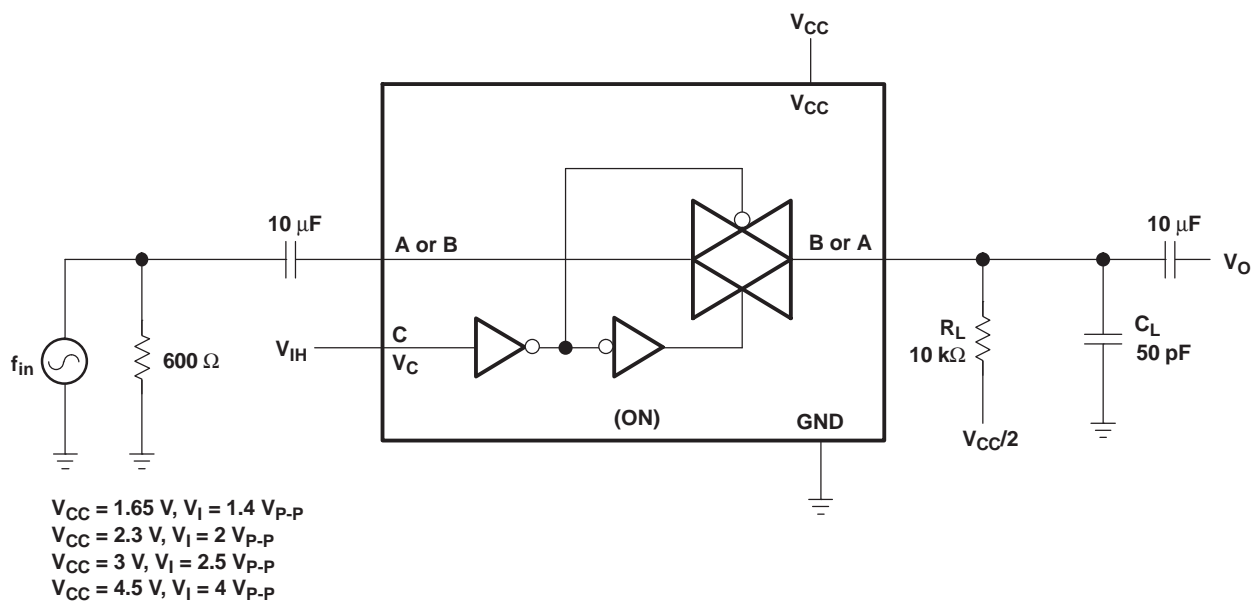 VCC
VCC
10 μF
A or B
B or A
10 μF
VO
fin
600 Ω
VIH
C
VC
RL
10 kΩ
CL
50 pF
(ON)
GND
VCC/2
VCC = 1.65 V, VI = 1.4 VP-P
VCC = 2.3 V, VI = 2 VP-P
VCC = 3 V, VI = 2.5 VP-P
VCC = 4.5 V, VI = 4 VP-P